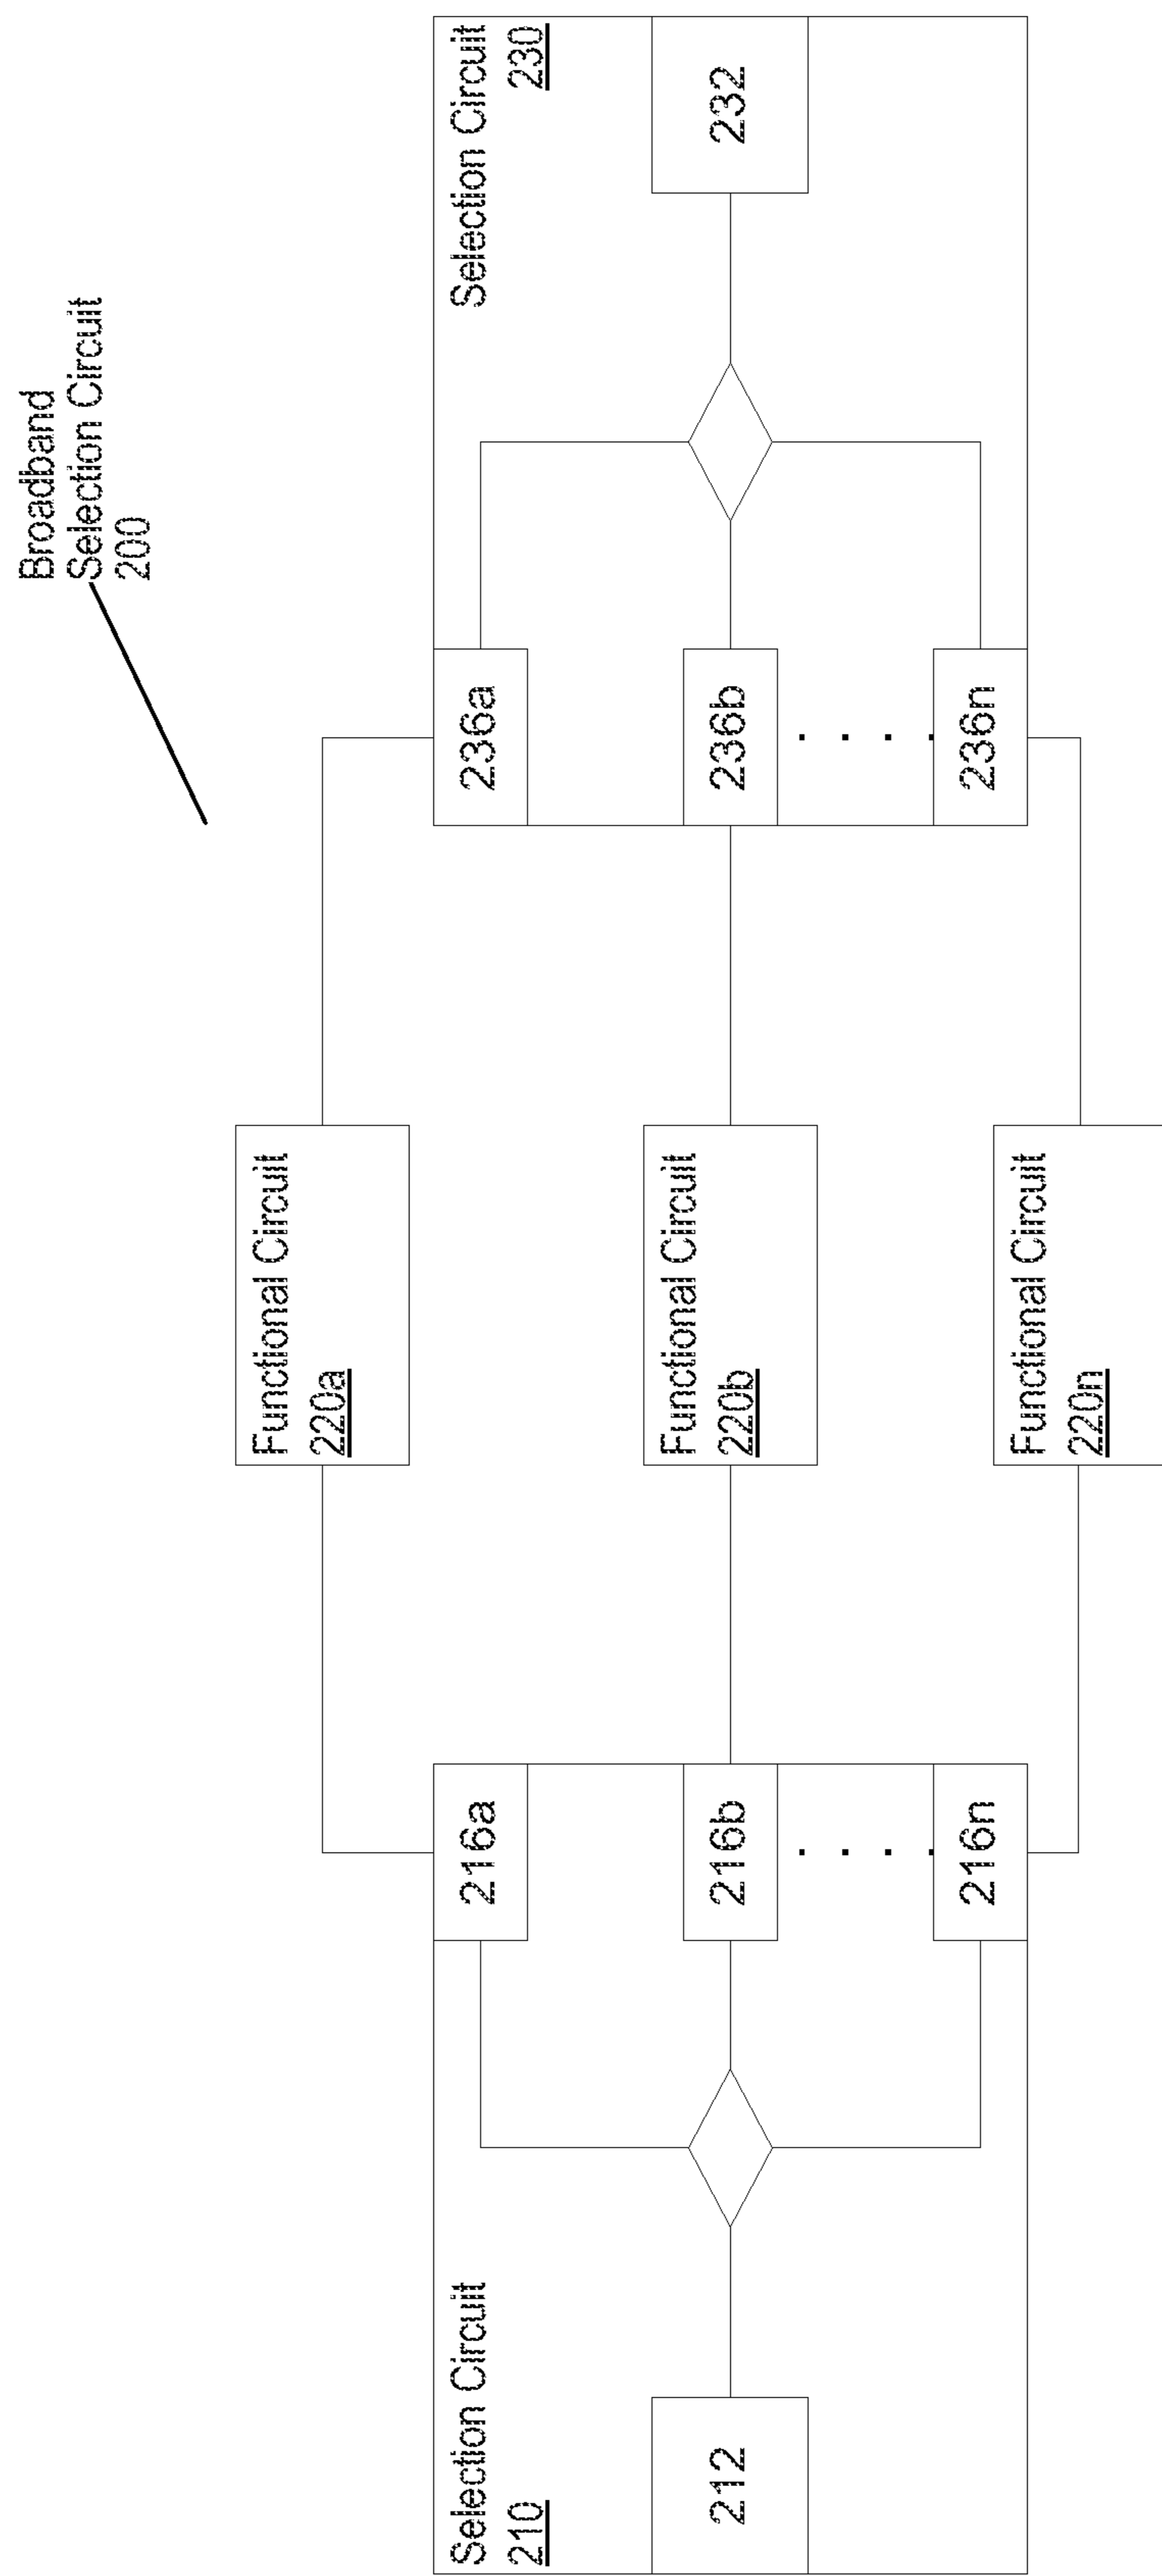 Broadband
Selection Circuit
200
Functional Circuit
220a
Selection Circuit
210
Selection Circuit
230
216a
236a
212
216b
Functional Circuit
220b
236b
232
. . . .
. . . .
216n
236n
Functional Circuit
220n